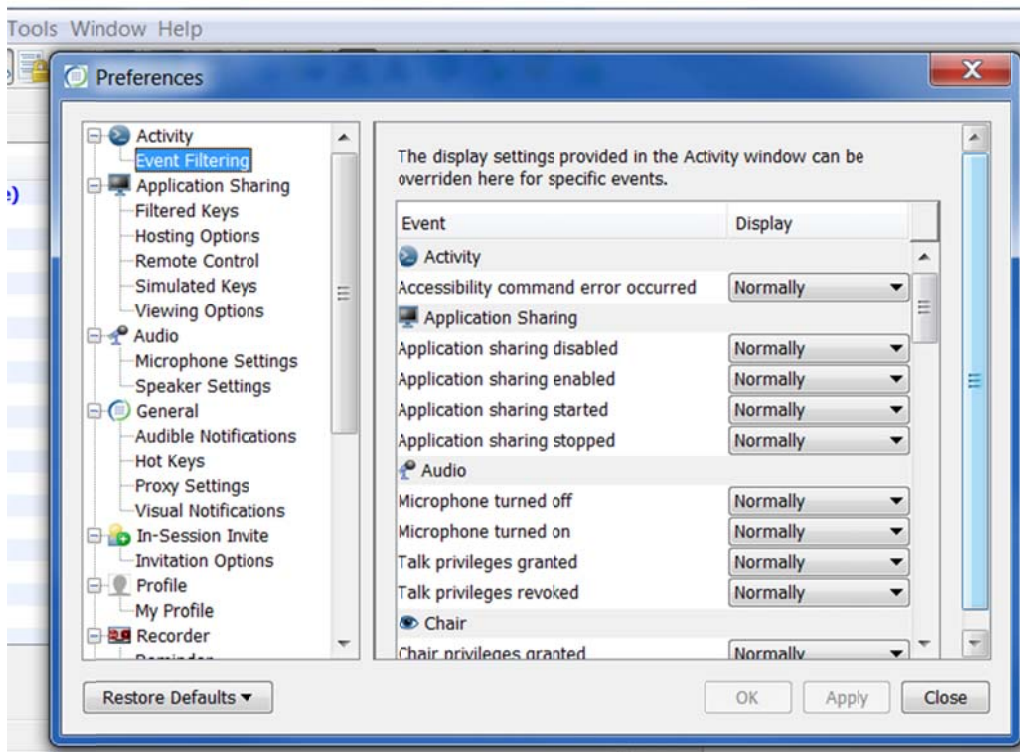 Tools Window Help
Preferences
Activity
Event Filtering
Application Sharing
Filtered Keys
Hosting Options
Remote Control
Simulated Keys
Viewing Options
Audio
Microphone Settings
Speaker Settings
General
Audible Notifications
Hot Keys
Proxy Settings
Visual Notifications
In-Session Invite
Invitation Options
Profile
My Profile
Recorder
Reminder
The display settings provided in the Activity window can be
overriden here for specific events.
Event Display
Activity
Accessibility command error occurred Normally
Application Sharing
Application sharing disabled Normally
Application sharing enabled Normally
Application sharing started Normally
Application sharing stopped Normally
Audio
Microphone turned off Normally
Microphone turned on Normally
Talk privileges granted Normally
Talk privileges revoked Normally
Chair
Chair privileges granted Normally
Restore Defaults
OK Apply Close
e)